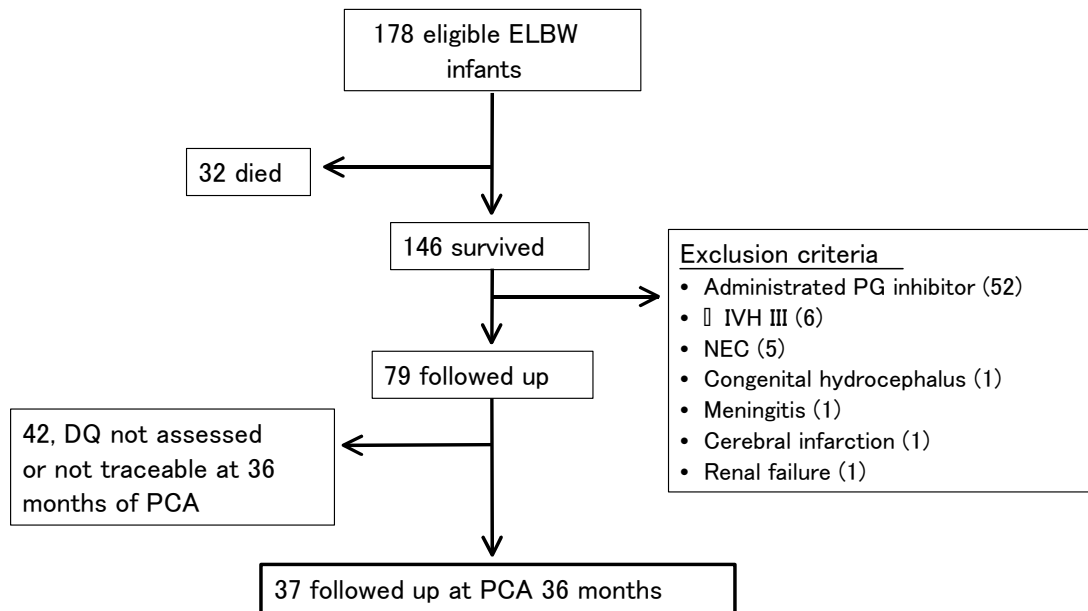 178 eligible ELBW
infants
32 died
146 survived
Exclusion criteria
• Administrated PG inhibitor (52)
• ▯ IVH III (6)
• NEC (5)
• Congenital hydrocephalus (1)
• Meningitis (1)
• Cerebral infarction (1)
• Renal failure (1)
79 followed up
42, DQ not assessed
or not traceable at 36
months of PCA
37 followed up at PCA 36 months